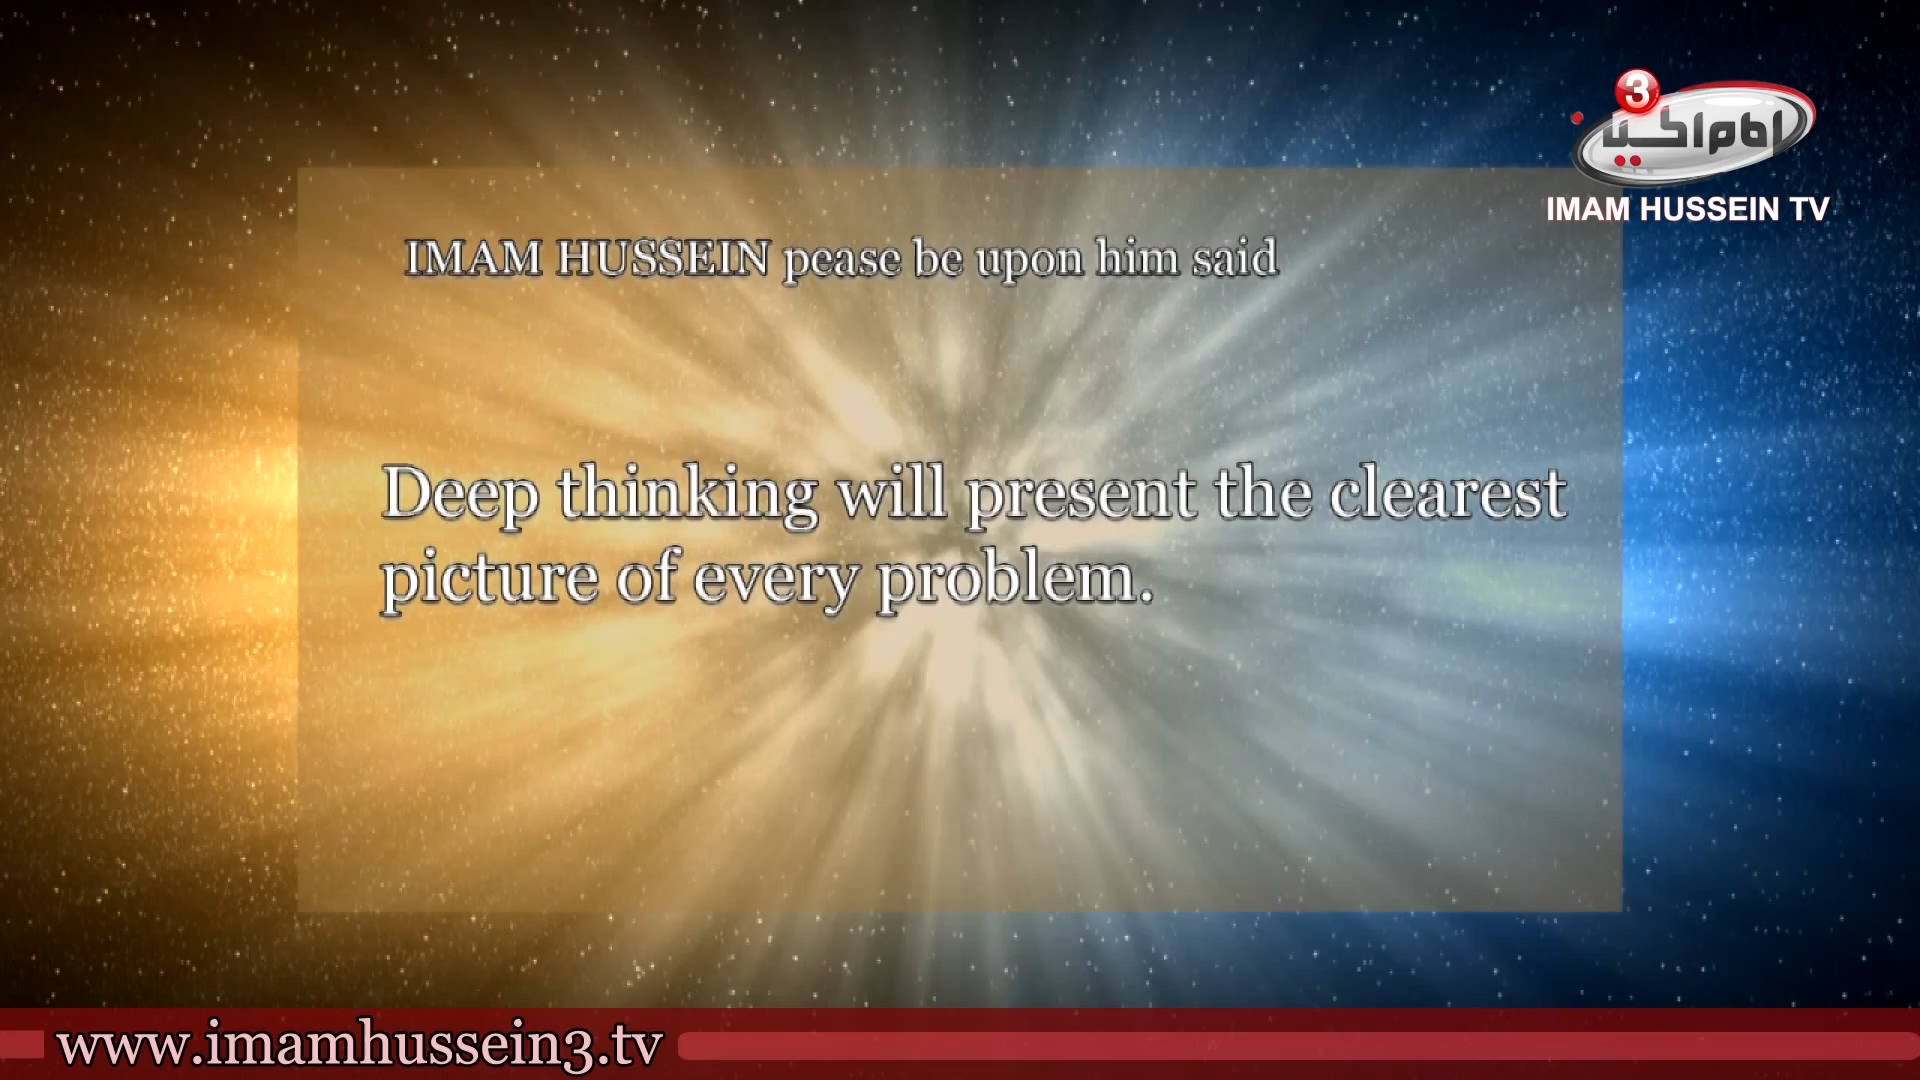 3
IMAM HUSSEIN TV
IMAM HUSSEIN pease be upon him said
Deep thinking will present the clearest
picture of every problem.
www.imamhussein3.tv